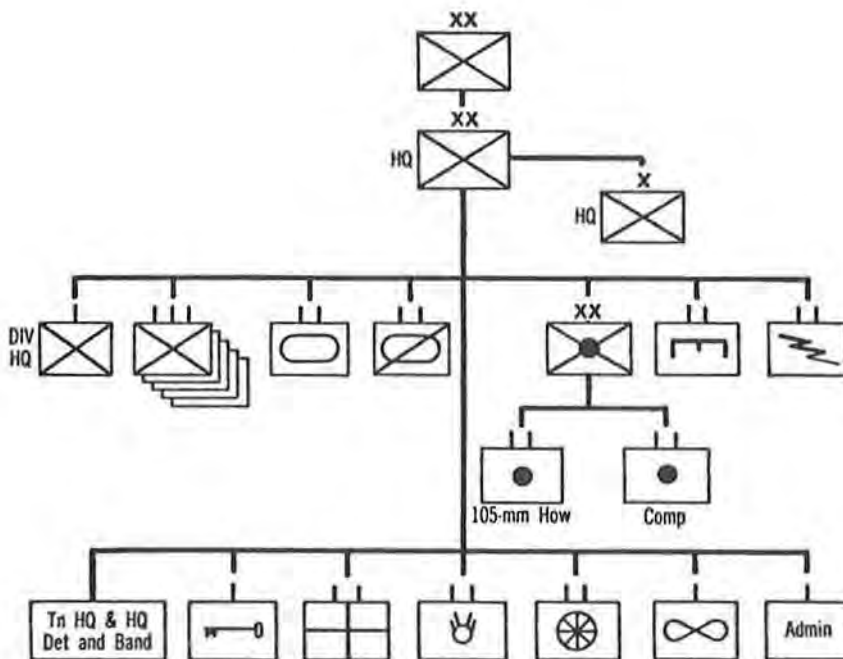 XX
XX
HQ
X
HQ
DIV
HQ
XX
105-mm How
Comp
Tn HQ & HQ
Det and Band
Admin